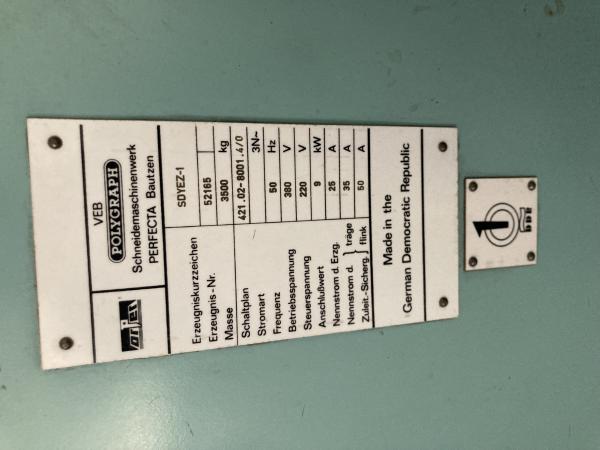 VEB
POLYGRAPH
Schneidemaschinenwerk
PERFECTA Bautzen
Erzeugniskurzzeichen SDYEZ-1
Erzeugnis-Nr. 52165
Masse 3500 kg
Schaltplan 421.02-8001.4/0
Stromart 3N~
Frequenz 50 Hz
Betriebsspannung 380 V
Steuerspannung 220 V
Anschlußwert 9 kW
Nennstrom d. Erzg. 25 A
Nennstrom d. } träge 35 A
Zuleit.-Sicherg. } flink 50 A
Made in the
German Democratic Republic
1
DDR